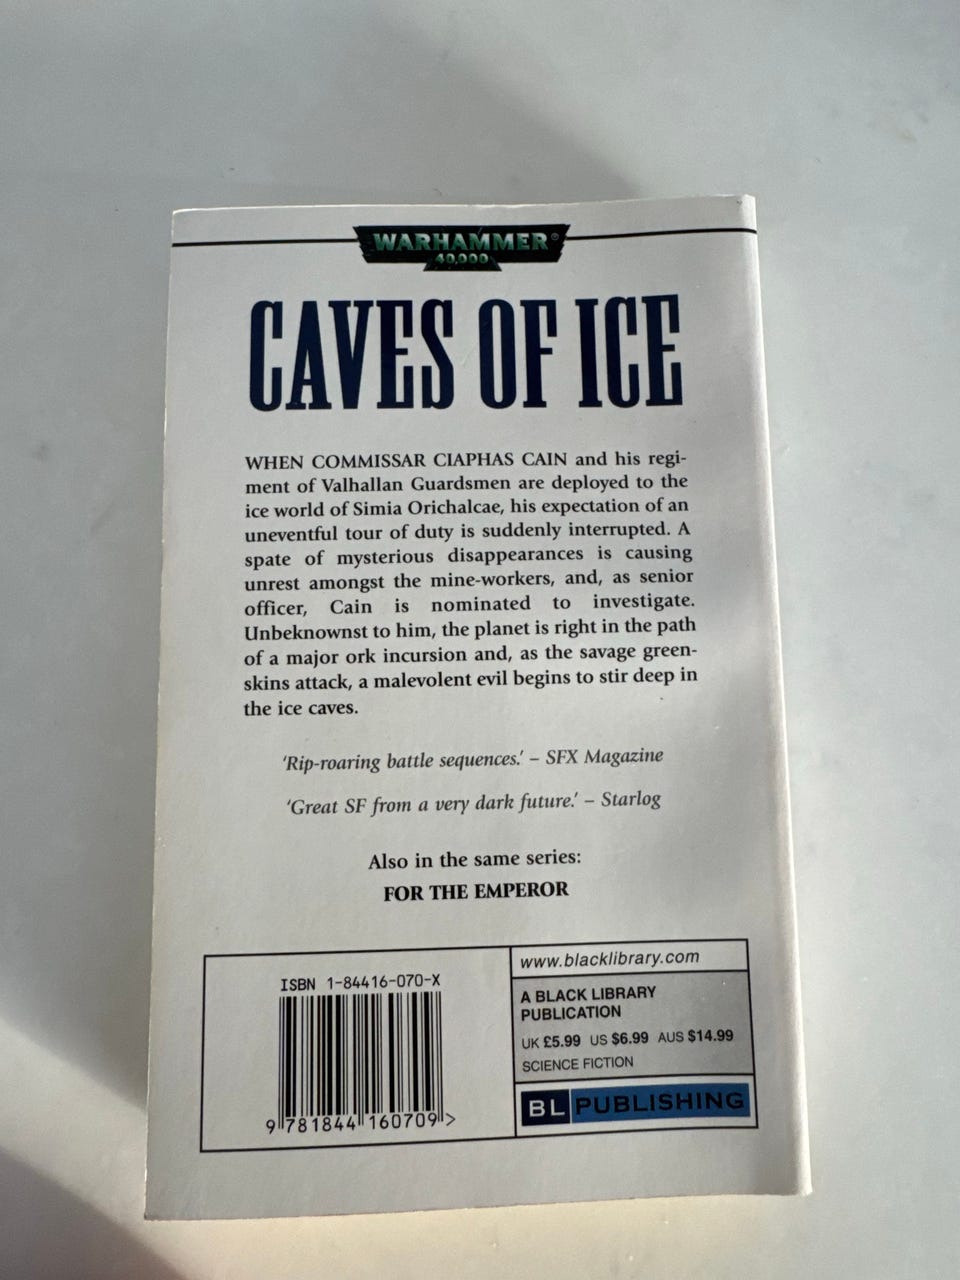 WARHAMMER®
40,000
CAVES OF ICE
WHEN COMMISSAR CIAPHAS CAIN and his regi-
ment of Valhallan Guardsmen are deployed to the
ice world of Simia Orichalcae, his expectation of an
uneventful tour of duty is suddenly interrupted. A
spate of mysterious disappearances is causing
unrest amongst the mine-workers, and, as senior
officer, Cain is nominated to investigate.
Unbeknownst to him, the planet is right in the path
of a major ork incursion and, as the savage green-
skins attack, a malevolent evil begins to stir deep in
the ice caves.
'Rip-roaring battle sequences.' – SFX Magazine
'Great SF from a very dark future.' – Starlog
Also in the same series:
FOR THE EMPEROR
ISBN 1-84416-070-X
9 781844 160709 >
www.blacklibrary.com
A BLACK LIBRARY
PUBLICATION
UK £5.99 US $6.99 AUS $14.99
SCIENCE FICTION
BL PUBLISHING